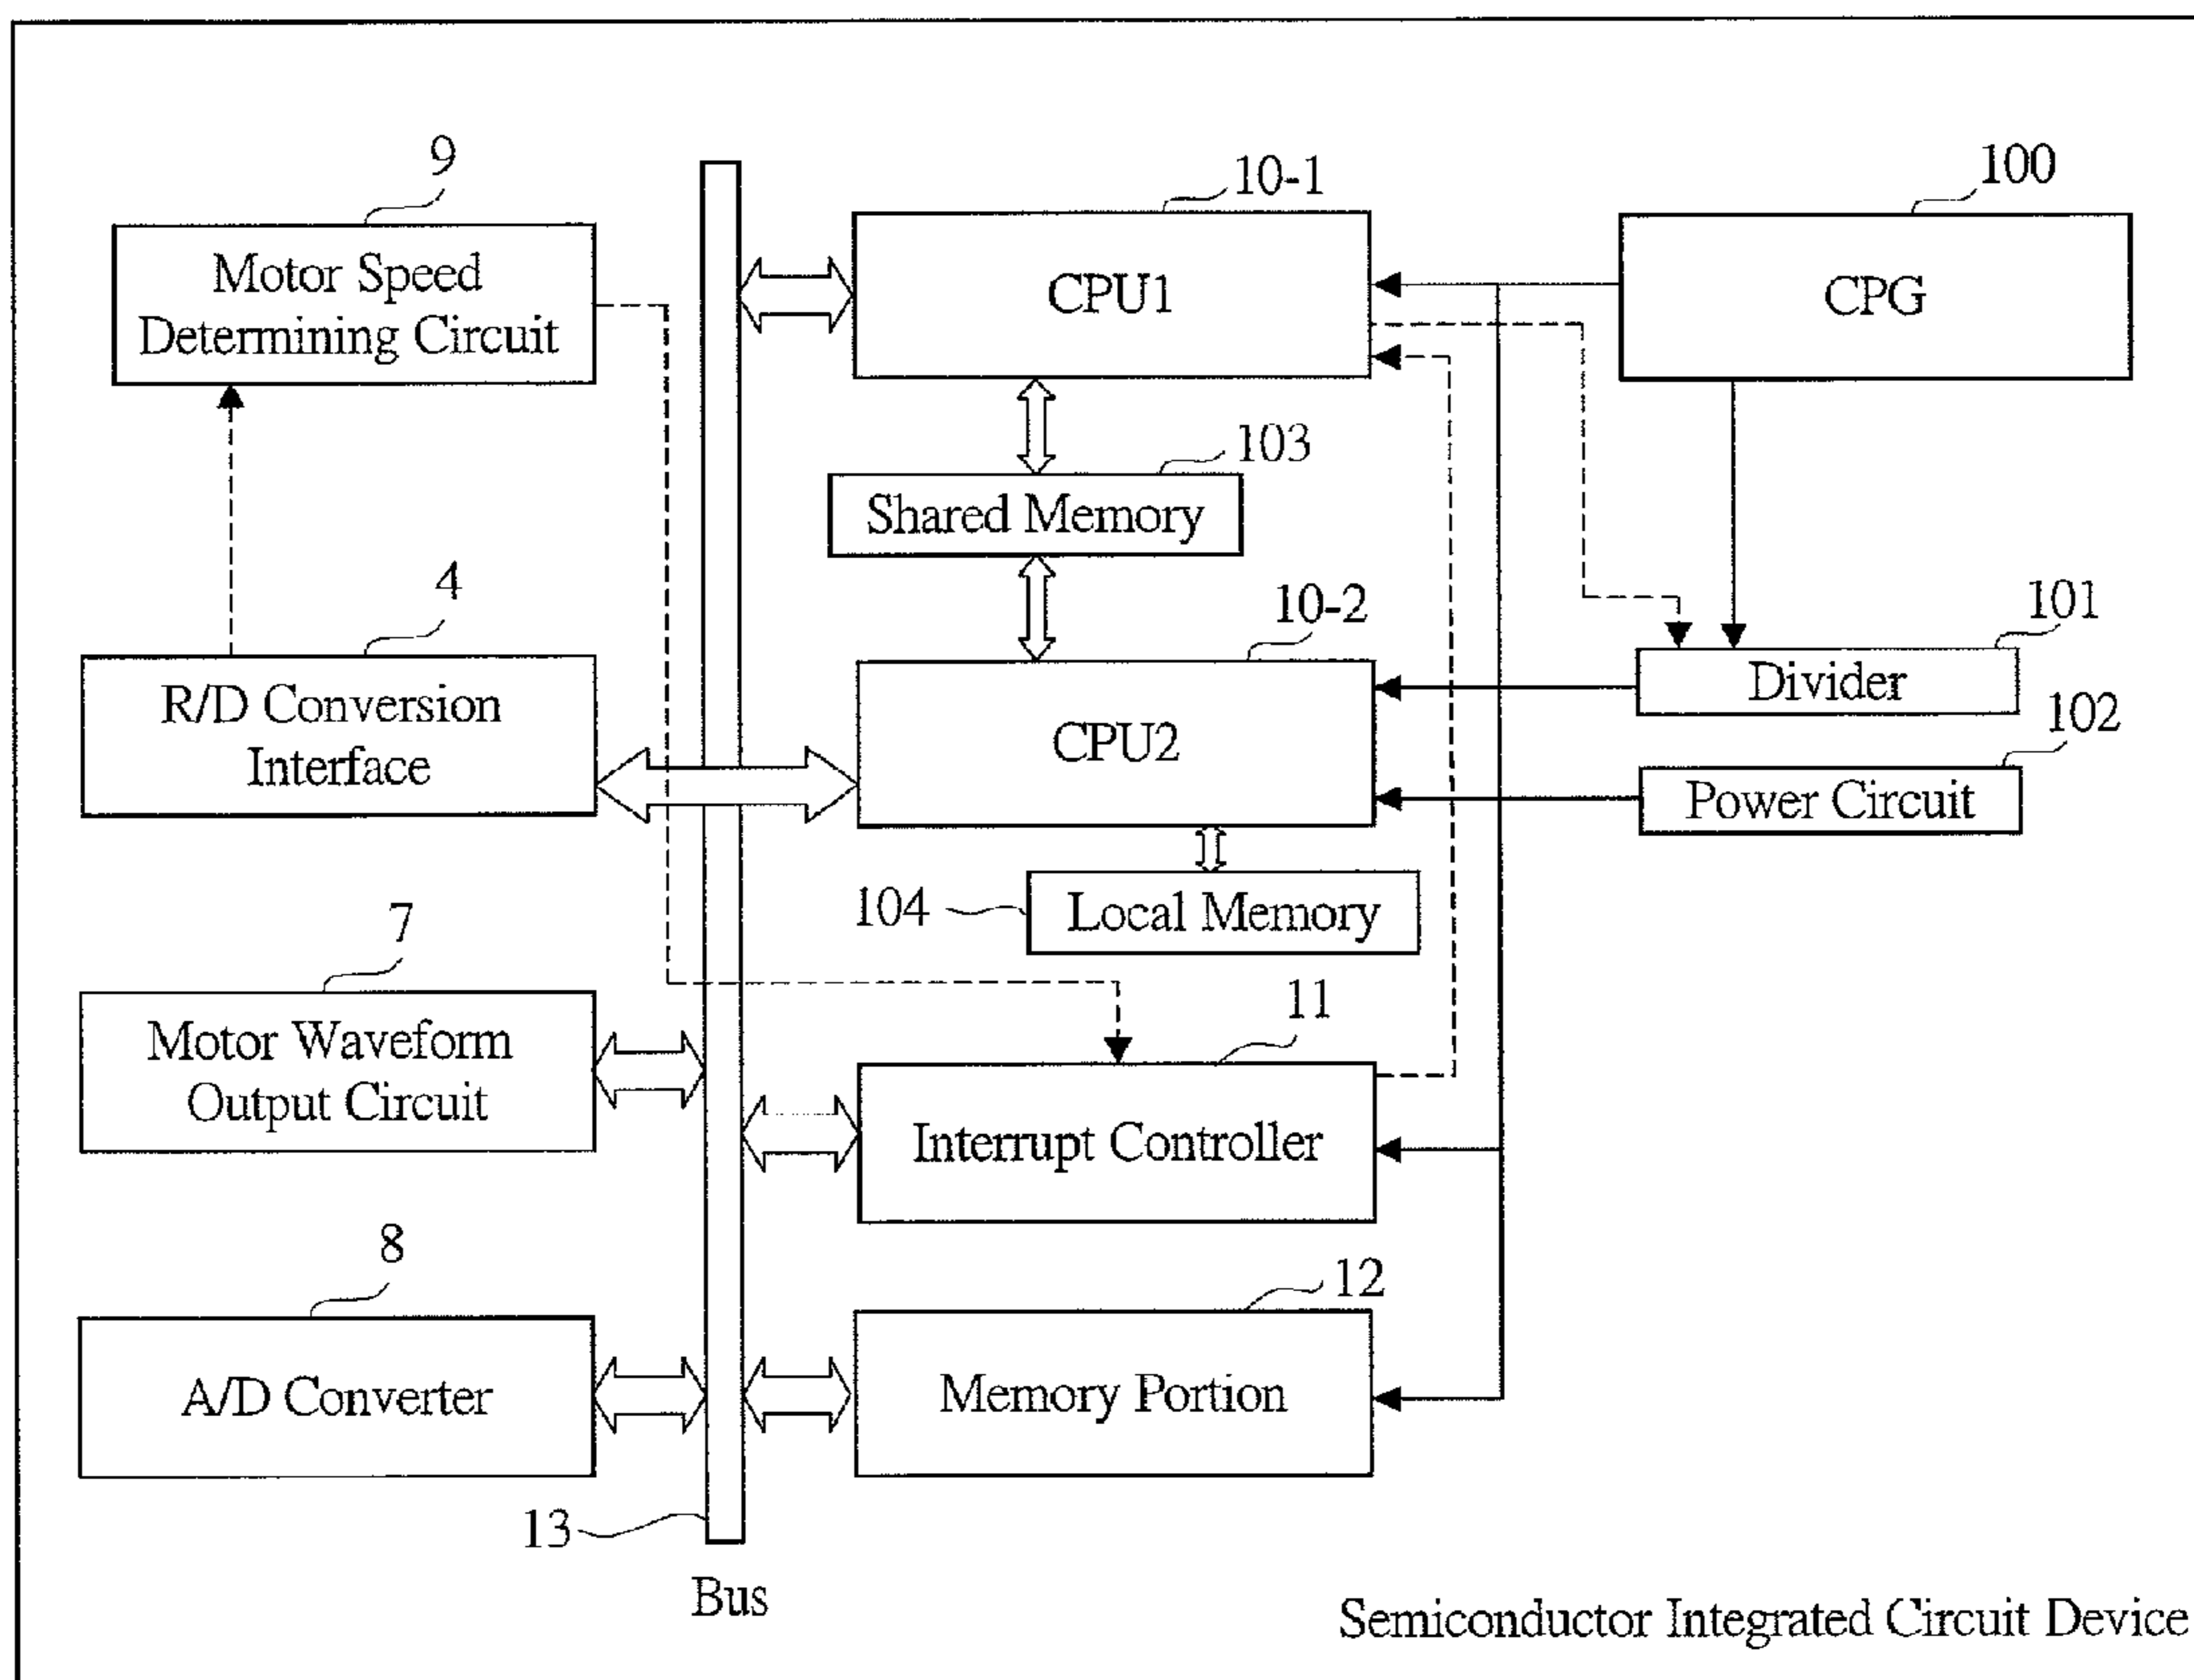 9
Motor Speed
Determining Circuit
10-1
CPU1
100
CPG
103
Shared Memory
4
R/D Conversion
Interface
10-2
CPU2
101
Divider
102
Power Circuit
104
Local Memory
7
Motor Waveform
Output Circuit
11
Interrupt Controller
8
A/D Converter
12
Memory Portion
13
Bus
Semiconductor Integrated Circuit Device